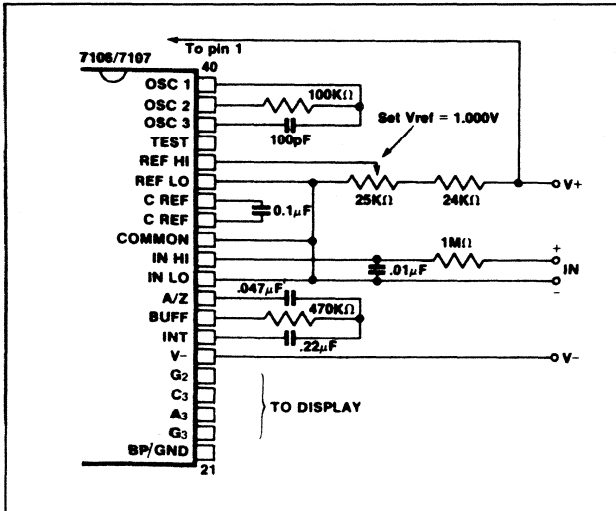 To pin 1
7106/7107
40
OSC 1
100KΩ
OSC 2
Set Vref = 1.000V
OSC 3
100pF
TEST
REF HI
REF LO
25KΩ
24KΩ
V+
C REF
0.1μF
C REF
COMMON
1MΩ
+
IN HI
.01μF
IN
IN LO
-
.047μF
A/Z
470KΩ
BUFF
INT
.22μF
V-
V-
G2
C3
TO DISPLAY
A3
G3
BP/GND
21